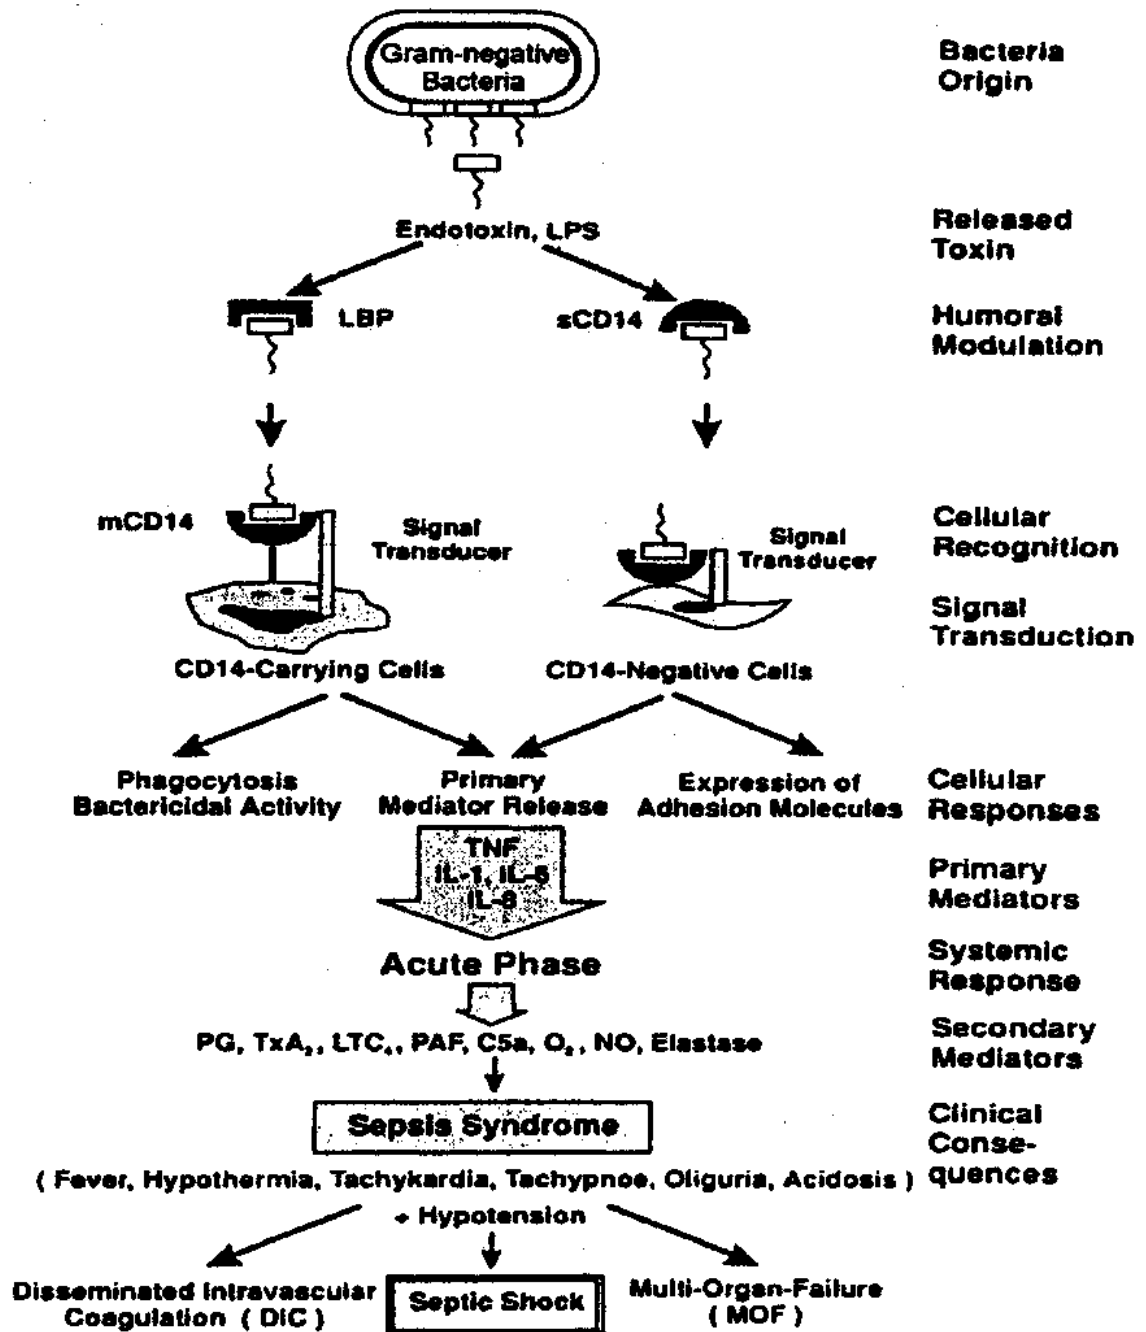 Gram-negative
Bacteria
Bacteria
Origin
Endotoxin, LPS
Released
Toxin
LBP
sCD14
Humoral
Modulation
mCD14
Signal
Transducer
Signal
Transducer
Cellular
Recognition
Signal
Transduction
CD14-Carrying Cells
CD14-Negative Cells
Phagocytosis
Bactericidal Activity
Primary
Mediator Release
Expression of
Adhesion Molecules
Cellular
Responses
TNF
IL-1,
Primary
Mediators
Acute Phase
Systemic
Response
PG, TxA₂, LTC₄, PAF, C5a, O₂, NO, Elastase
Secondary
Mediators
Sepsis Syndrome
Clinical
Conse-
quences
( Fever, Hypothermia, Tachykardia, Tachypnoe, Oliguria, Acidosis )
+ Hypotension
Disseminated Intravascular
Coagulation ( DIC )
Septic Shock
Multi-Organ-Failure
( MOF )